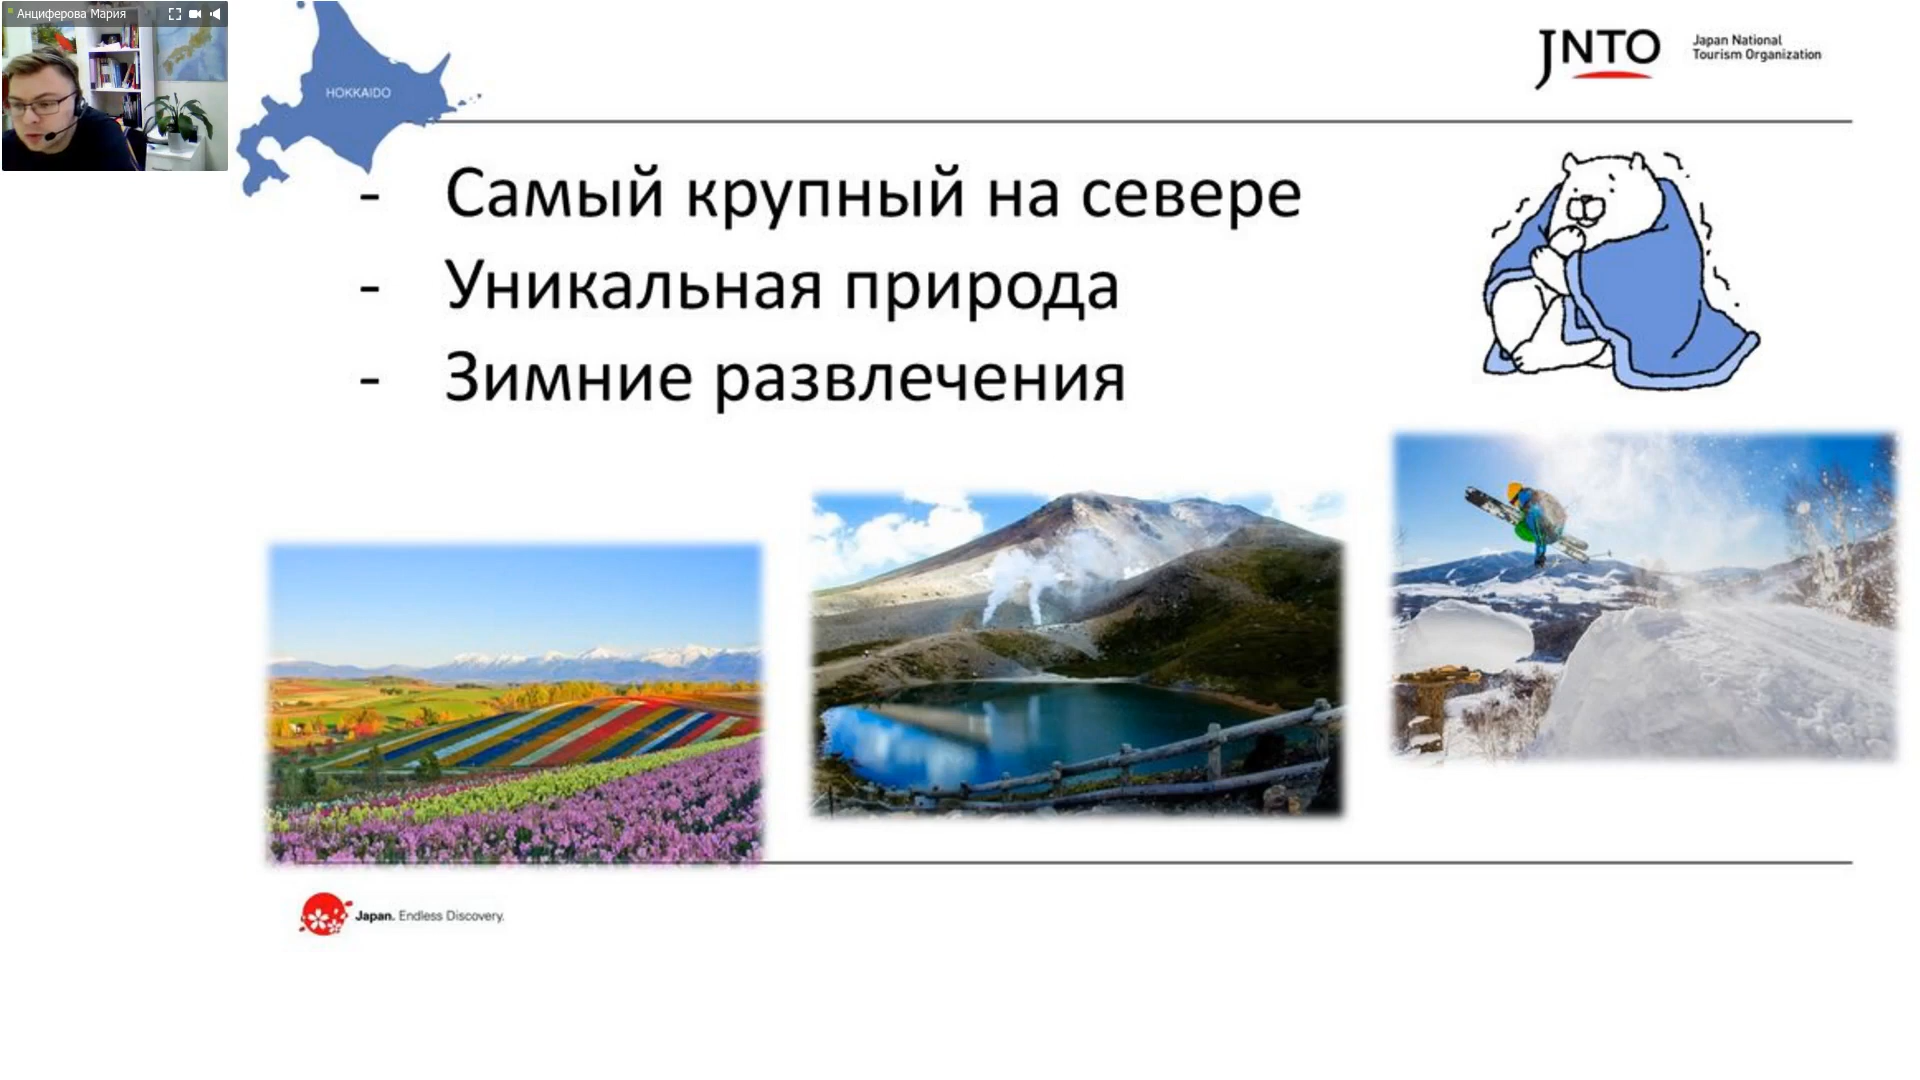 Анциферова Мария
HOKKAIDO
JNTO
Japan National
Tourism Organization
- Самый крупный на севере
- Уникальная природа
- Зимние развлечения
Japan. Endless Discovery.